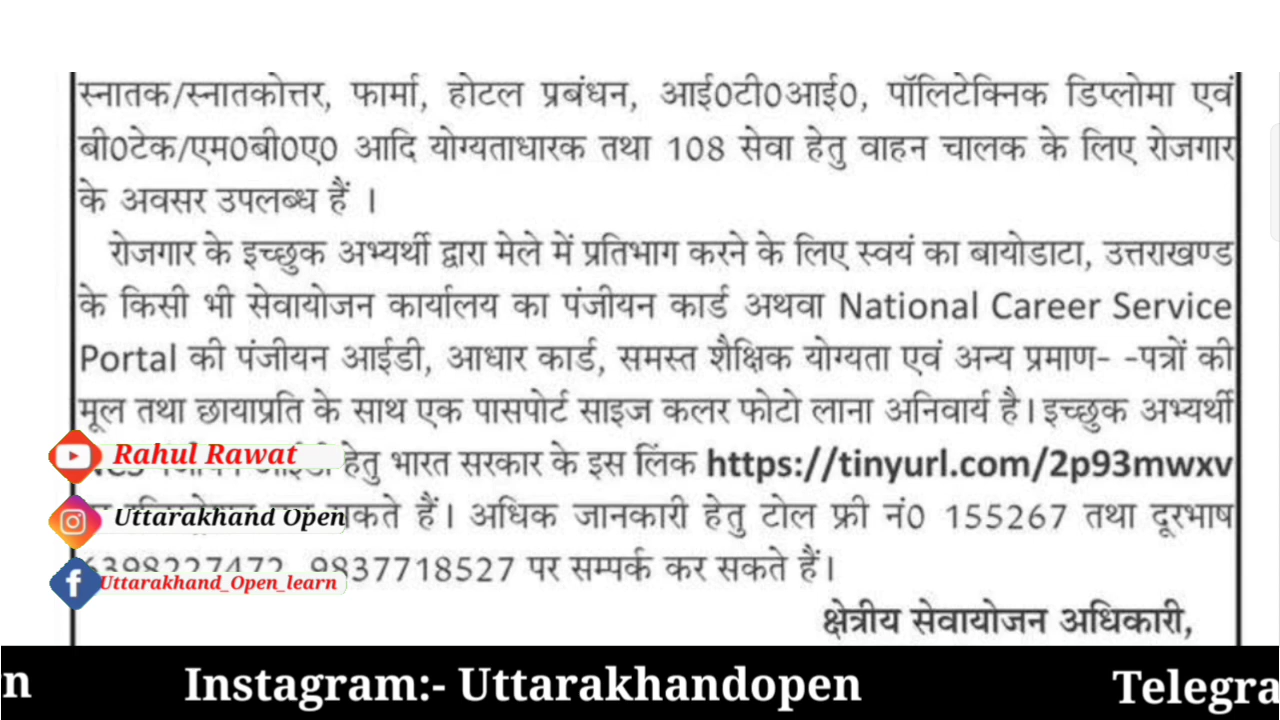 स्नातक/स्नातकोत्तर, फार्मा, होटल प्रबंधन, आई0टी0आई0, पॉलिटेक्निक डिप्लोमा एवं
बी0टेक/एम0बी0ए0 आदि योग्यताधारक तथा 108 सेवा हेतु वाहन चालक के लिए रोजगार
के अवसर उपलब्ध हैं ।
रोजगार के इच्छुक अभ्यर्थी द्वारा मेले में प्रतिभाग करने के लिए स्वयं का बायोडाटा, उत्तराखण्ड
के किसी भी सेवायोजन कार्यालय का पंजीयन कार्ड अथवा National Career Service
Portal की पंजीयन आईडी, आधार कार्ड, समस्त शैक्षिक योग्यता एवं अन्य प्रमाण- -पत्रों की
मूल तथा छायाप्रति के साथ एक पासपोर्ट साइज कलर फोटो लाना अनिवार्य है। इच्छुक अभ्यर्थी
Rahul Rawat
हेतु भारत सरकार के इस लिंक https://tinyurl.com/2p93mwxv
Uttarakhand Open
हैं। अधिक जानकारी हेतु टोल फ्री नं0 155267 तथा दूरभाष
9837718527 पर सम्पर्क कर सकते हैं।
Uttarakhand_Open_learn
क्षेत्रीय सेवायोजन अधिकारी,
Instagram:- Uttarakhandopen